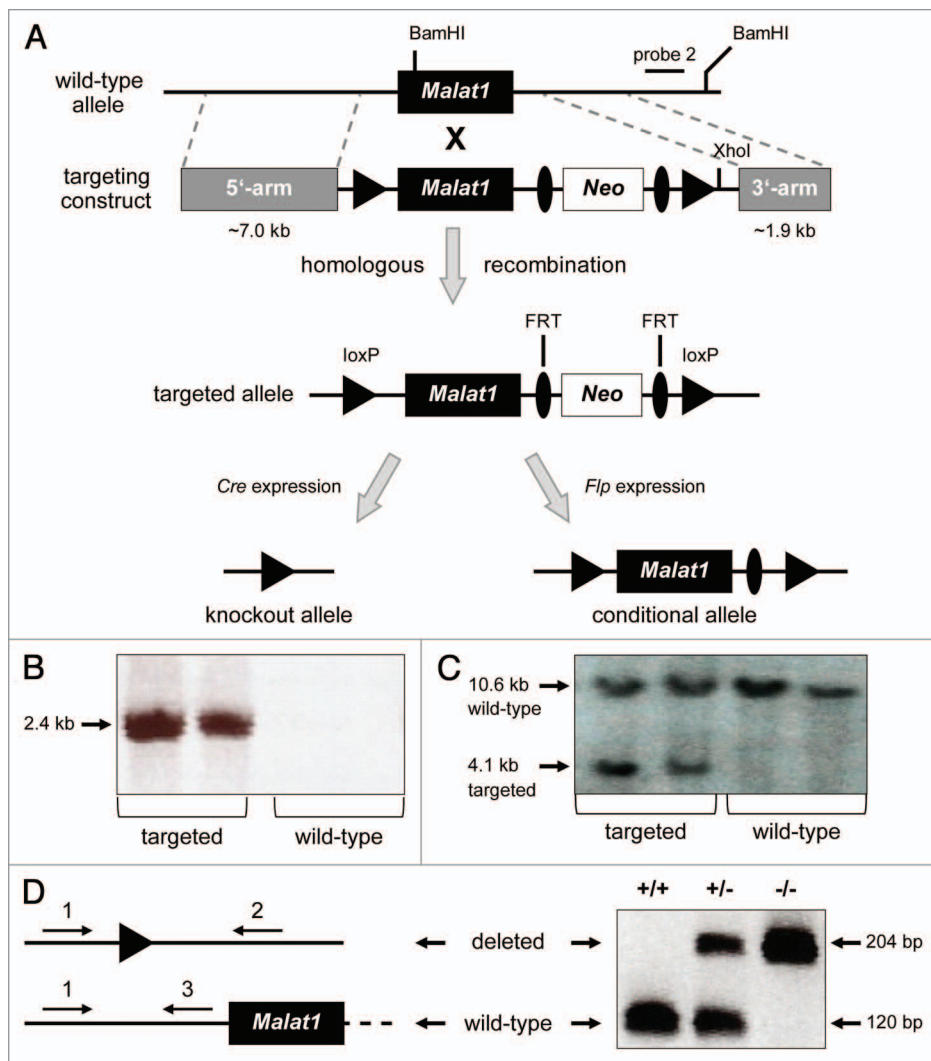 A
BamHI
BamHI
probe 2
wild-type
allele
Malat1
X
XhoI
targeting
construct
5‘-arm
Malat1
Neo
3‘-arm
~7.0 kb
~1.9 kb
homologous
recombination
FRT
FRT
loxP
loxP
targeted allele
Malat1
Neo
Cre expression
Flp expression
Malat1
knockout allele
conditional allele
B
2.4 kb
targeted
wild-type
C
10.6 kb
wild-type
4.1 kb
targeted
targeted
wild-type
D
+/+
+/-
-/-
1
2
deleted
204 bp
1
3
Malat1
wild-type
120 bp